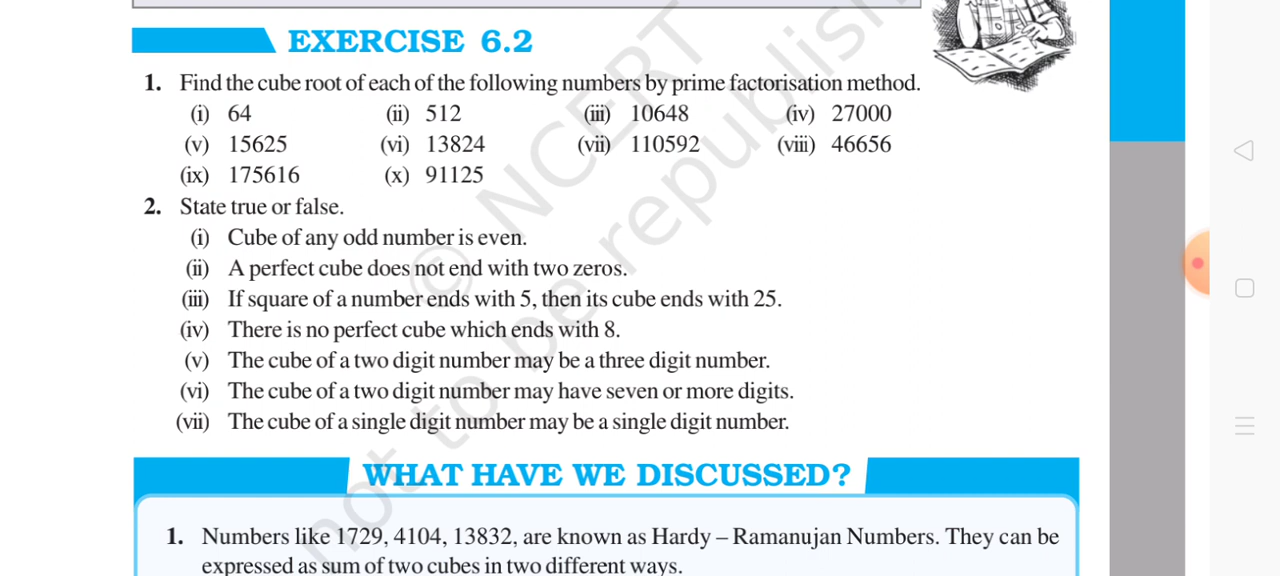 EXERCISE 6.2
1. Find the cube root of each of the following numbers by prime factorisation method.
(i) 64 (ii) 512 (iii) 10648 (iv) 27000
(v) 15625 (vi) 13824 (vii) 110592 (viii) 46656
(ix) 175616 (x) 91125
2. State true or false.
(i) Cube of any odd number is even.
(ii) A perfect cube does not end with two zeros.
(iii) If square of a number ends with 5, then its cube ends with 25.
(iv) There is no perfect cube which ends with 8.
(v) The cube of a two digit number may be a three digit number.
(vi) The cube of a two digit number may have seven or more digits.
(vii) The cube of a single digit number may be a single digit number.
WHAT HAVE WE DISCUSSED?
1. Numbers like 1729, 4104, 13832, are known as Hardy – Ramanujan Numbers. They can be
expressed as sum of two cubes in two different ways.
© NCERT
not to be republish